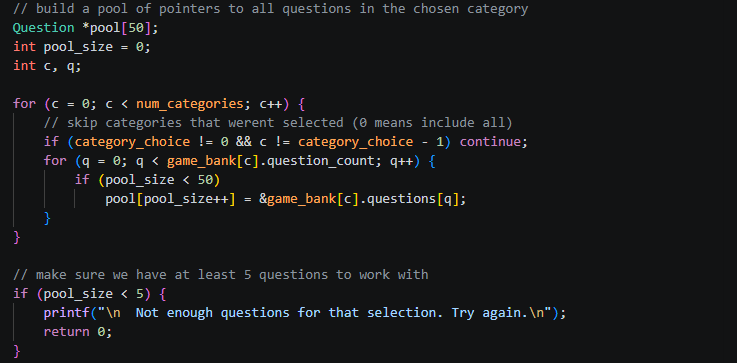 // build a pool of pointers to all questions in the chosen category
Question *pool[50];
int pool_size = 0;
int c, q;
for (c = 0; c < num_categories; c++) {
// skip categories that werent selected (0 means include all)
if (category_choice != 0 && c != category_choice - 1) continue;
for (q = 0; q < game_bank[c].question_count; q++) {
if (pool_size < 50)
pool[pool_size++] = &game_bank[c].questions[q];
}
}
// make sure we have at least 5 questions to work with
if (pool_size < 5) {
printf("\n  Not enough questions for that selection. Try again.\n");
return 0;
}